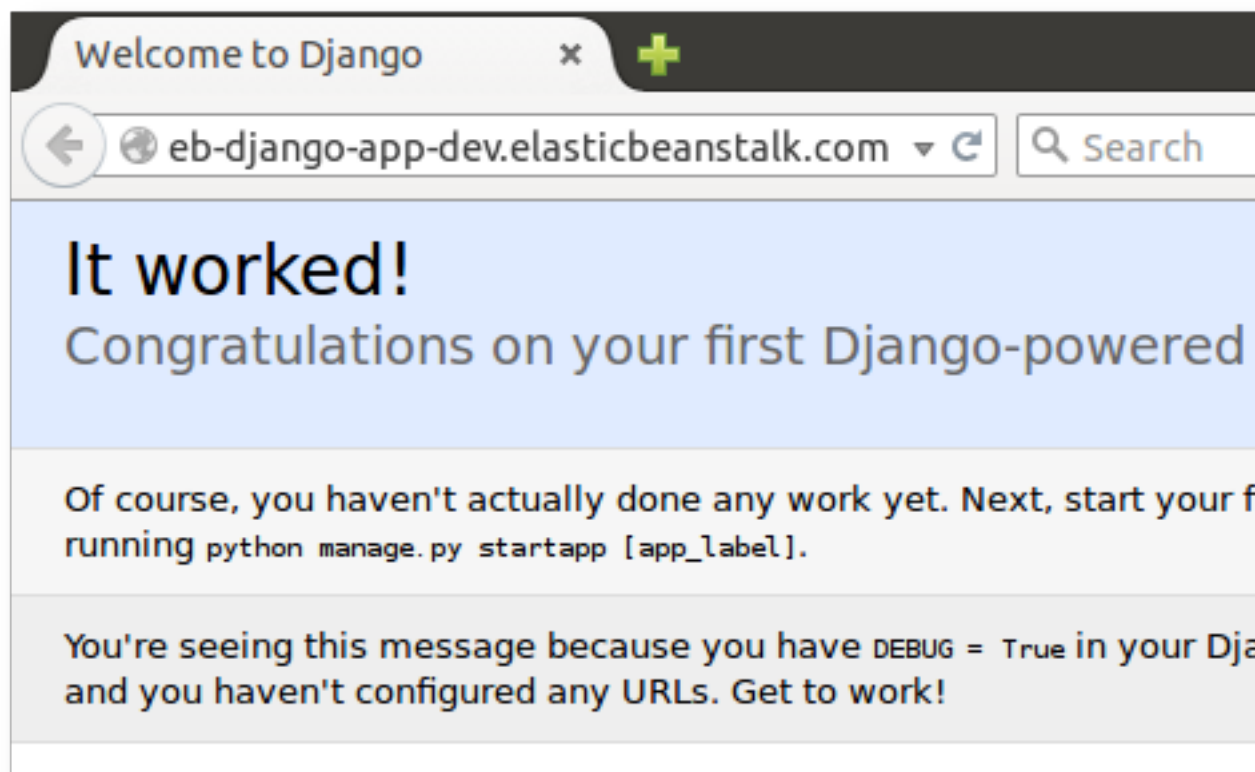 Welcome to Django
eb-django-app-dev.elasticbeanstalk.com
Search
It worked!
Congratulations on your first Django-powered
Of course, you haven't actually done any work yet. Next, start your
running python manage.py startapp [app_label].
You're seeing this message because you have DEBUG = True in your
and you haven't configured any URLs. Get to work!